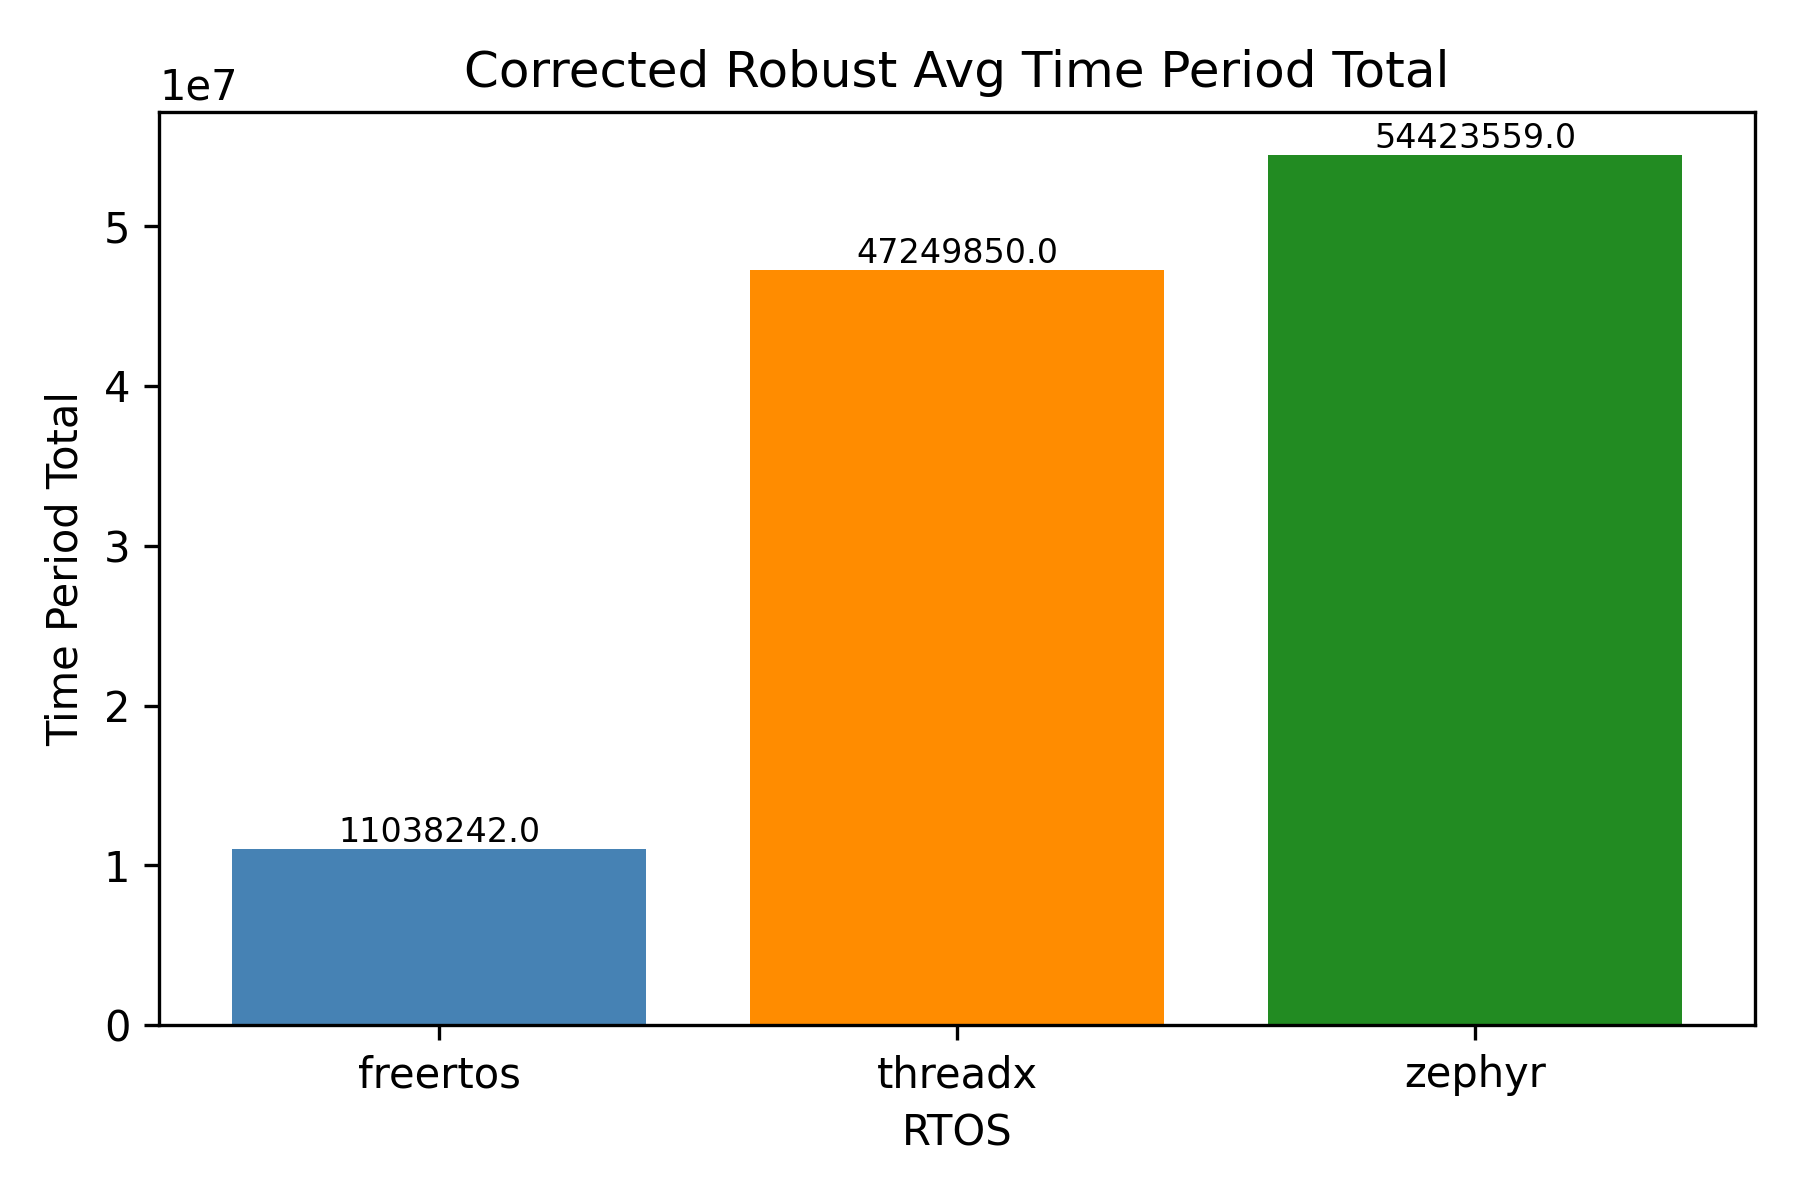 Corrected Robust Avg Time Period Total
1e7
54423559.0
47249850.0
11038242.0
5
4
3
2
1
0
Time Period Total
freertos threadx zephyr
RTOS